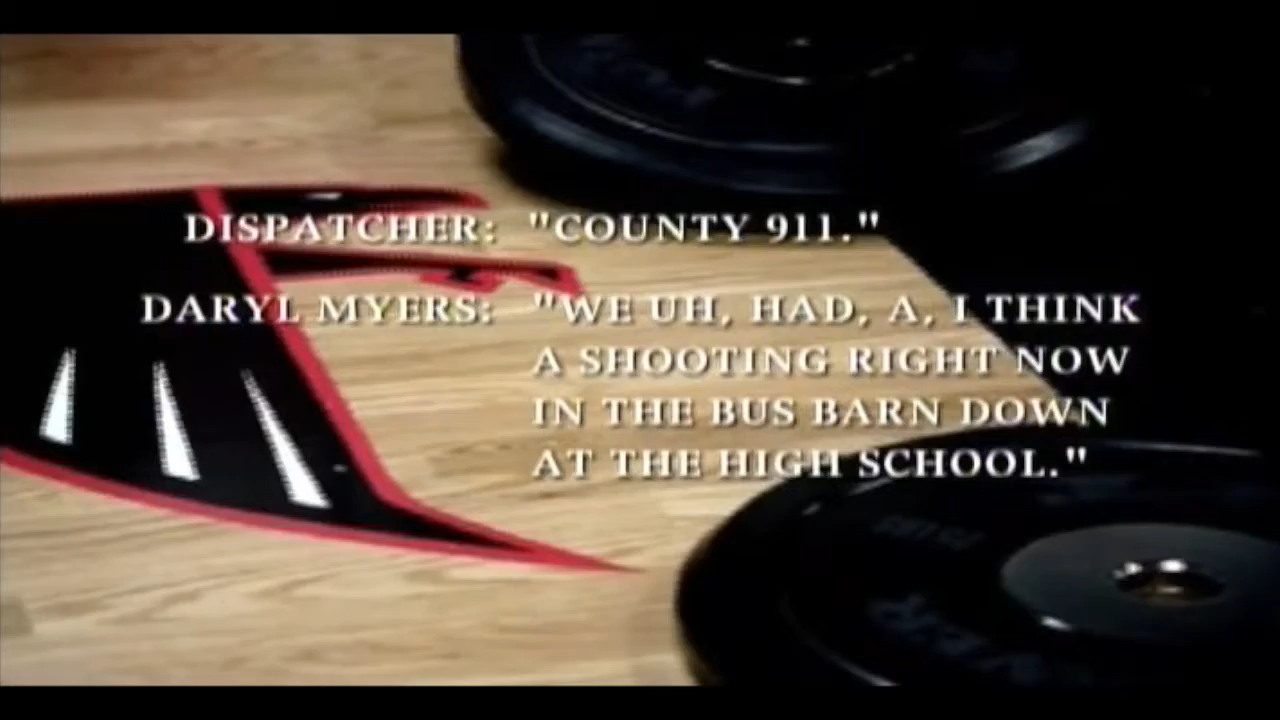 DISPATCHER: "COUNTY 911."
DARYL MYERS: "WE UH, HAD, A, I THINK
A SHOOTING RIGHT NOW
IN THE BUS BARN DOWN
AT THE HIGH SCHOOL."